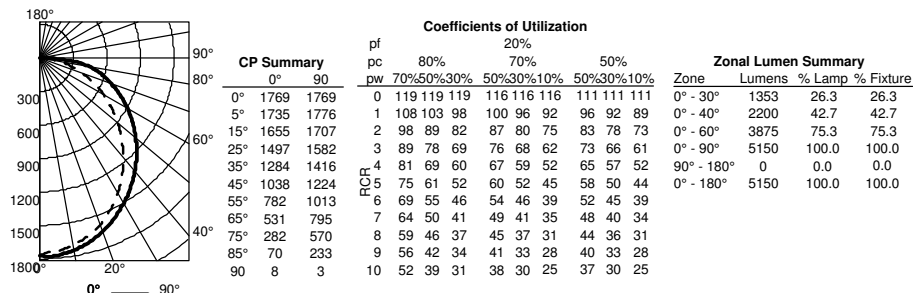 180°
90°
80°
60°
40°
20°
300
600
900
1200
1500
1800
0° 90°
CP Summary
0° 90
0° 1769 1769
5° 1735 1776
15° 1655 1707
25° 1497 1582
35° 1284 1416
45° 1038 1224
55° 782 1013
65° 531 795
75° 282 570
85° 70 233
90 8 3
Coefficients of Utilization
pf 20%
pc 80% 70% 50%
pw 70%50%30% 50%30%10% 50%30%10%
RCR
0 119 119 119 116 116 116 111 111 111
1 108 103 98 100 96 92 96 92 89
2 98 89 82 87 80 75 83 78 73
3 89 78 69 76 68 62 73 66 61
4 81 69 60 67 59 52 65 57 52
5 75 61 52 60 52 45 58 50 44
6 69 55 46 54 46 39 52 45 39
7 64 50 41 49 41 35 48 40 34
8 59 46 37 45 37 31 44 36 31
9 56 42 34 41 33 28 40 33 28
10 52 39 31 38 30 25 37 30 25
Zonal Lumen Summary
Zone Lumens % Lamp % Fixture
0° - 30° 1353 26.3 26.3
0° - 40° 2200 42.7 42.7
0° - 60° 3875 75.3 75.3
0° - 90° 5150 100.0 100.0
90° - 180° 0 0.0 0.0
0° - 180° 5150 100.0 100.0